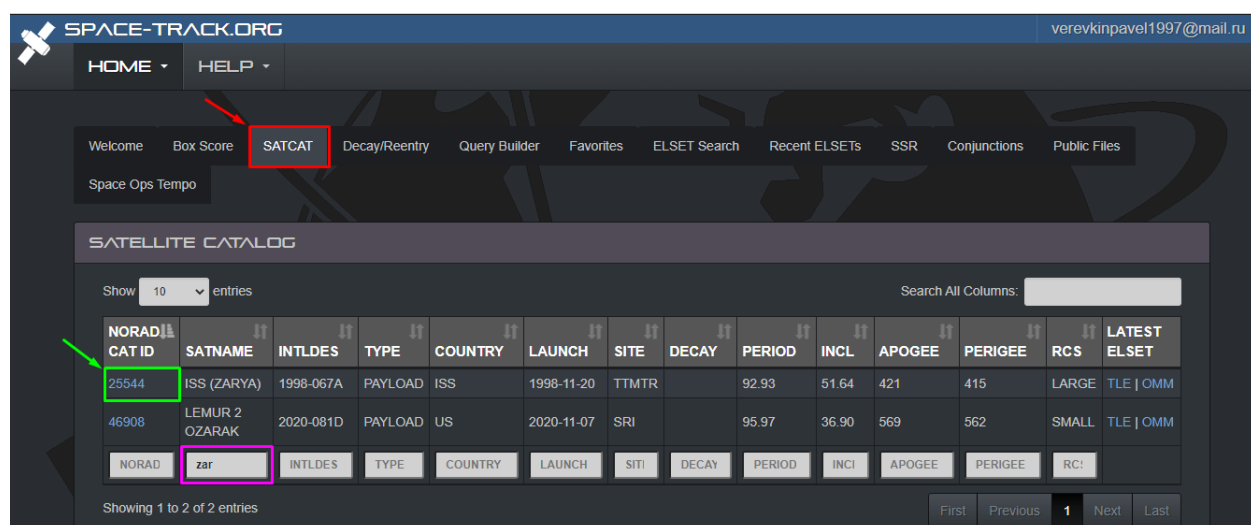 SPACE-TRACK.ORG verevkinpavel1997@mail.ru
HOME HELP
Welcome Box Score SATCAT Decay/Reentry Query Builder Favorites ELSET Search Recent ELSETs SSR Conjunctions Public Files
Space Ops Tempo
SATELLITE CATALOG
Show 10 entries Search All Columns:
NORAD CAT ID SATNAME INTLDES TYPE COUNTRY LAUNCH SITE DECAY PERIOD INCL APOGEE PERIGEE RCS LATEST ELSET
25544 ISS (ZARYA) 1998-067A PAYLOAD ISS 1998-11-20 TTMTR 92.93 51.64 421 415 LARGE TLE | OMM
46908 LEMUR 2 OZARAK 2020-081D PAYLOAD US 2020-11-07 SRI 95.97 36.90 569 562 SMALL TLE | OMM
NORAD zar INTLDES TYPE COUNTRY LAUNCH SITE DECAY PERIOD INCL APOGEE PERIGEE RCS
Showing 1 to 2 of 2 entries First Previous 1 Next Last